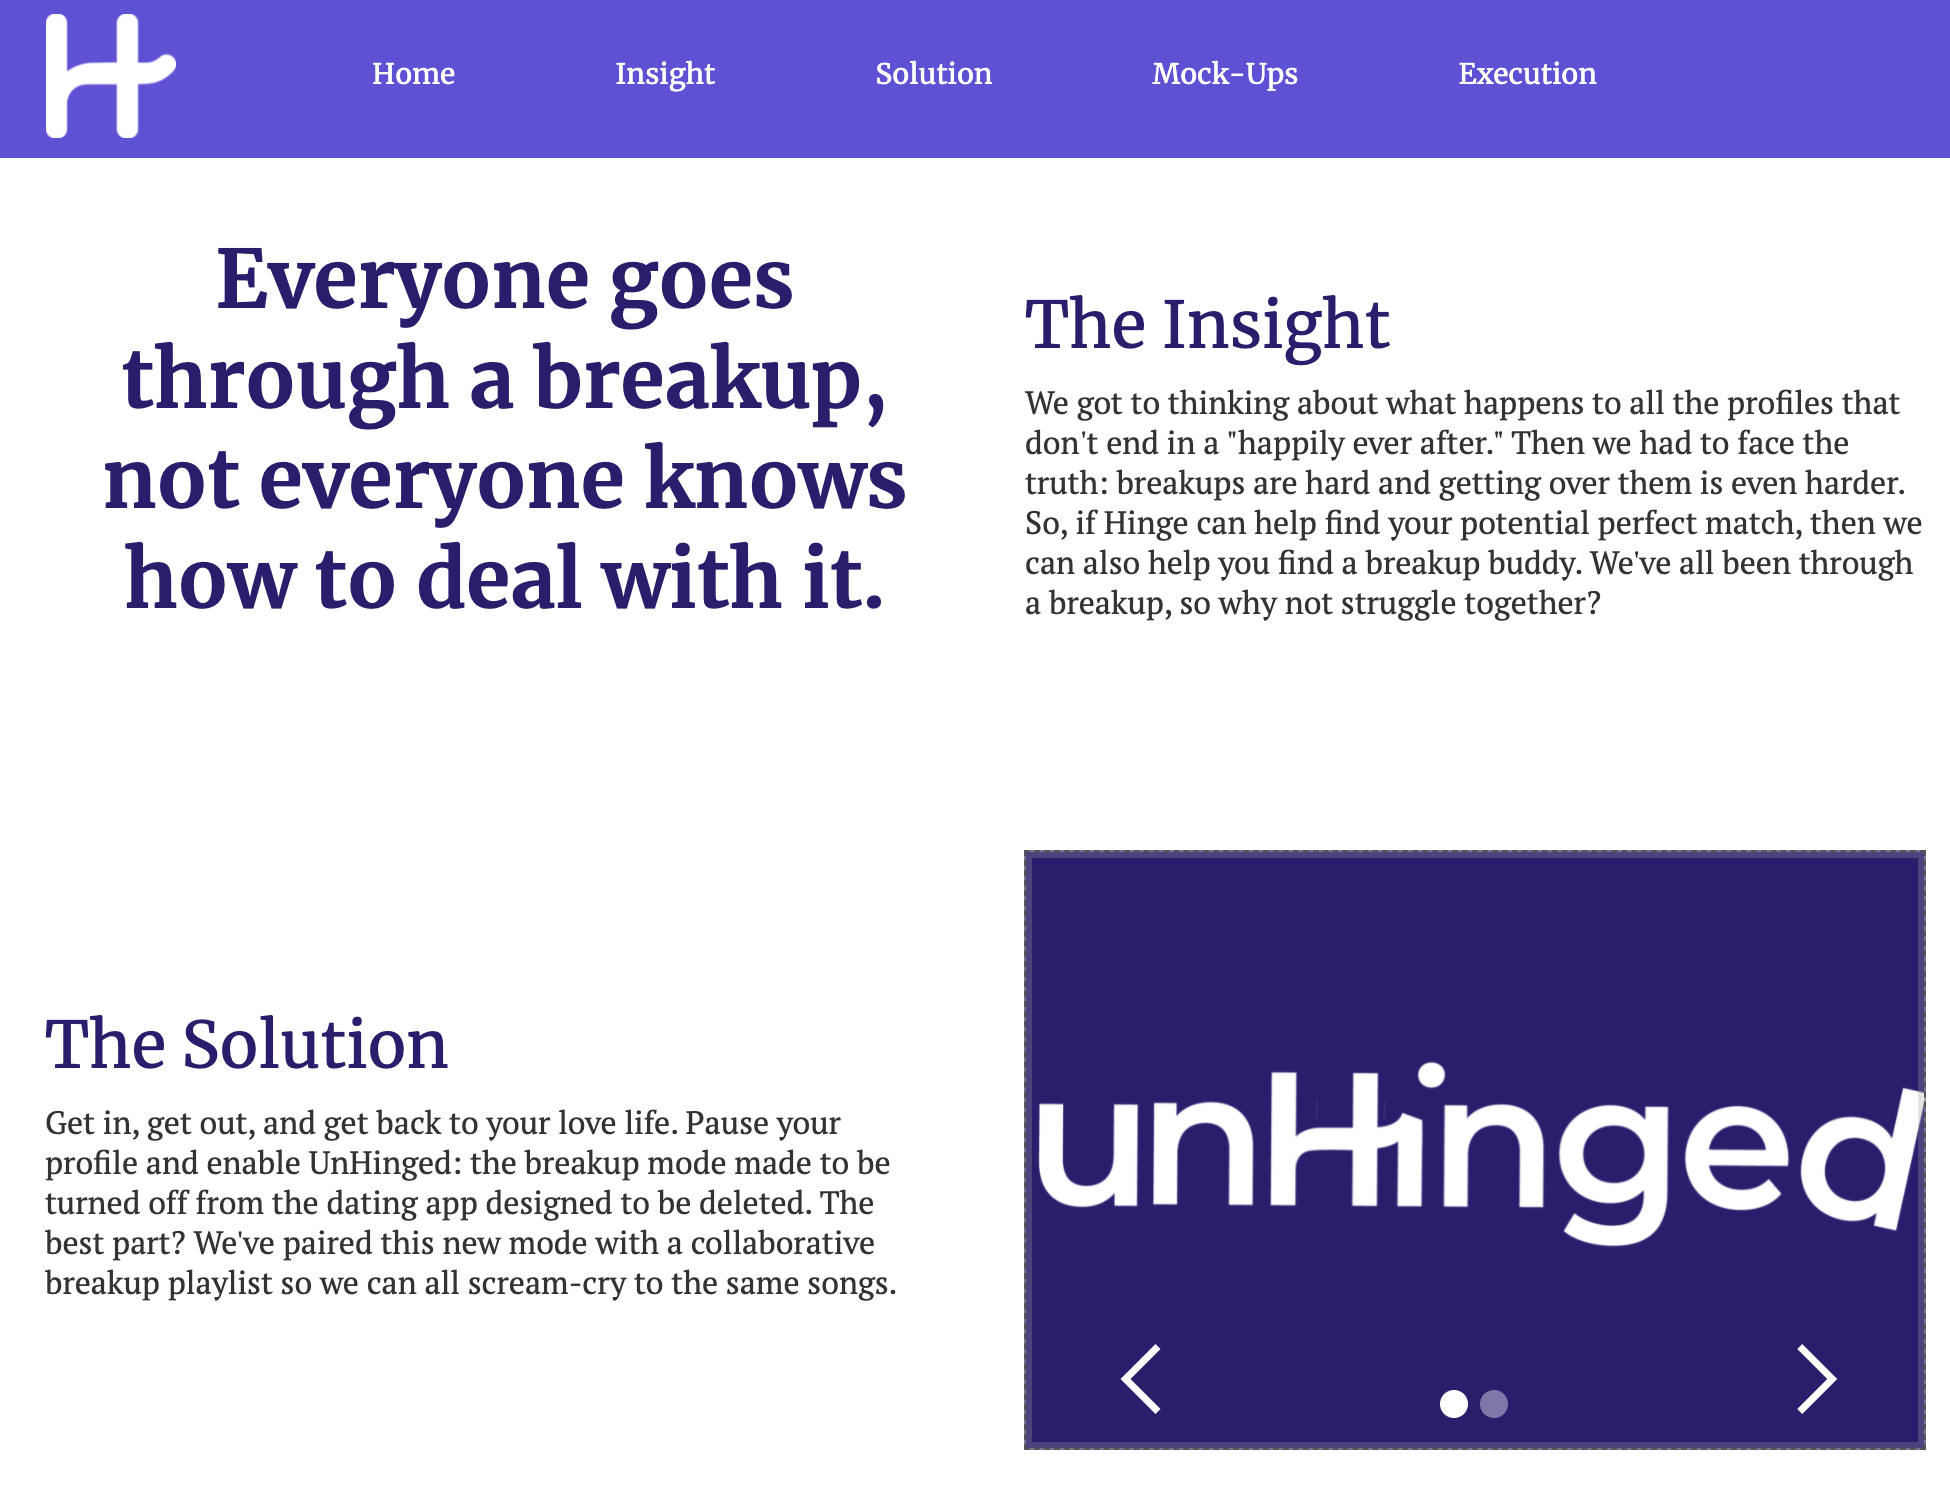 H
Home
Insight
Solution
Mock-Ups
Execution
Everyone goes
through a breakup,
not everyone knows
how to deal with it.
The Insight
We got to thinking about what happens to all the profiles that
don't end in a "happily ever after." Then we had to face the
truth: breakups are hard and getting over them is even harder.
So, if Hinge can help find your potential perfect match, then we
can also help you find a breakup buddy. We've all been through
a breakup, so why not struggle together?
The Solution
Get in, get out, and get back to your love life. Pause your
profile and enable UnHinged: the breakup mode made to be
turned off from the dating app designed to be deleted. The
best part? We've paired this new mode with a collaborative
breakup playlist so we can all scream-cry to the same songs.
unHinged